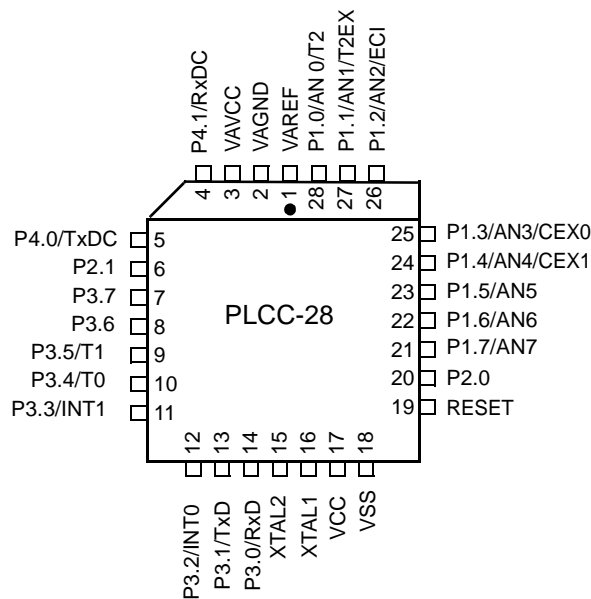 P4.1/RxDC
VAVCC
VAGND
VAREF
P1.0/AN 0/T2
P1.1/AN1/T2EX
P1.2/AN2/ECI
4
3
2
1
28
27
26
P4.0/TxDC
5
P2.1
6
P3.7
7
P3.6
8
P3.5/T1
9
P3.4/T0
10
P3.3/INT1
11
PLCC-28
25
P1.3/AN3/CEX0
24
P1.4/AN4/CEX1
23
P1.5/AN5
22
P1.6/AN6
21
P1.7/AN7
20
P2.0
19
RESET
12
13
14
15
16
17
18
P3.2/INT0
P3.1/TxD
P3.0/RxD
XTAL2
XTAL1
VCC
VSS